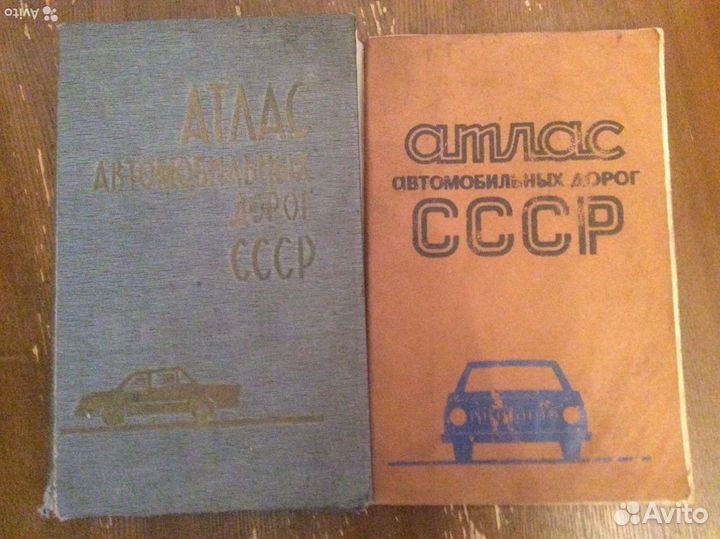 Avito
АТЛАС
АВТОМОБИЛЬНЫХ
ДОРОГ
СССР
атлас
АВТОМОБИЛЬНЫХ ДОРОГ
СССР
Avito